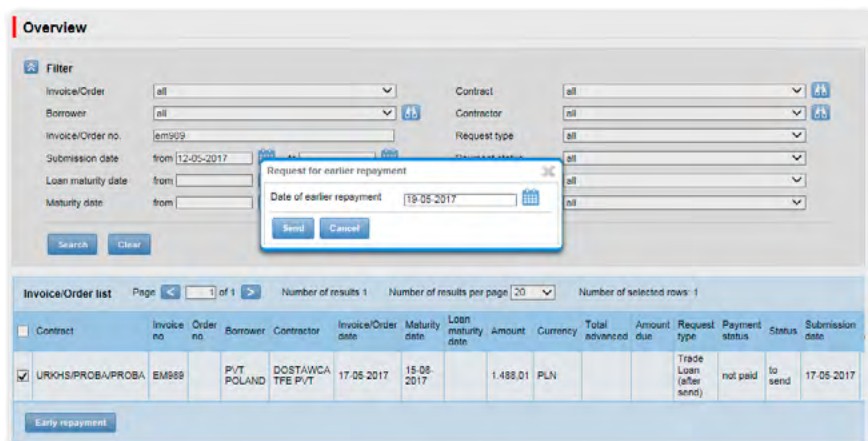 Overview
Filter
Invoice/Order all Contract all
Borrower all Contractor all
Invoice/Order no. em989 Request type all
Submission date from 12-05-2017 to Payment status all
Loan maturity date from all
Maturity date from all
Request for earlier repayment
Date of earlier repayment 19-05-2017
Send Cancel
Search Clear
Invoice/Order list Page < 1 of 1 > Number of results 1 Number of results per page 20 Number of selected rows: 1
Contract Invoice no. Order no. Borrower Contractor Invoice/Order date Maturity date Loan maturity date Amount Currency Total advanced Amount due Request type Payment status Status Submission date
URKHS/PROBA/PROBA EM989 PVT POLAND DOSTAWCA TFE PVT 17-05-2017 15-08-2017 1.488,01 PLN Trade Loan (after send) not paid to send 17-05-2017
Early repayment